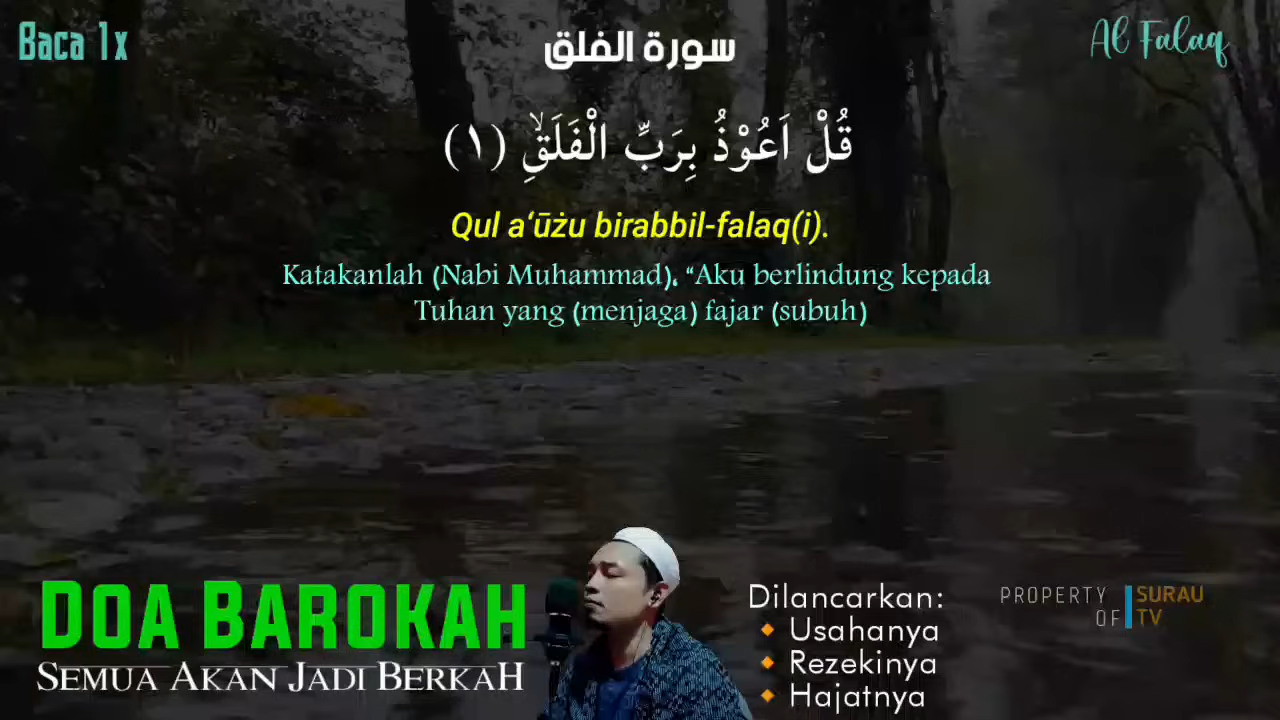 Baca 1x
سورة الفلق
Al Falaq
قُلْ اَعُوْذُ بِرَبِّ الْفَلَقِۙ (١)
Qul a‘ūżu birabbil-falaq(i).
Katakanlah (Nabi Muhammad), “Aku berlindung kepada
Tuhan yang (menjaga) fajar (subuh)
DOA BAROKAH
SEMUA AKAN JADI BERKAH
Dilancarkan:
🔸 Usahanya
🔸 Rezekinya
🔸 Hajatnya
PROPERTY OF
SURAU TV